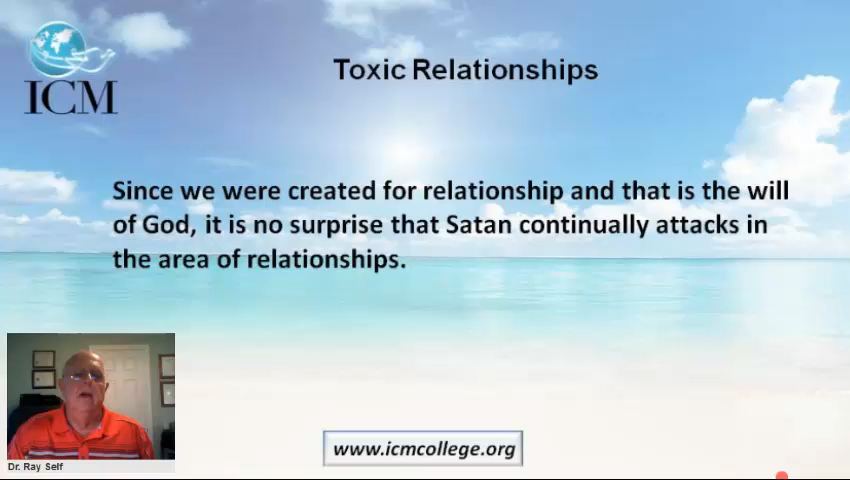 ICM
Toxic Relationships
Since we were created for relationship and that is the will
of God, it is no surprise that Satan continually attacks in
the area of relationships.
Dr. Ray Self
www.icmcollege.org